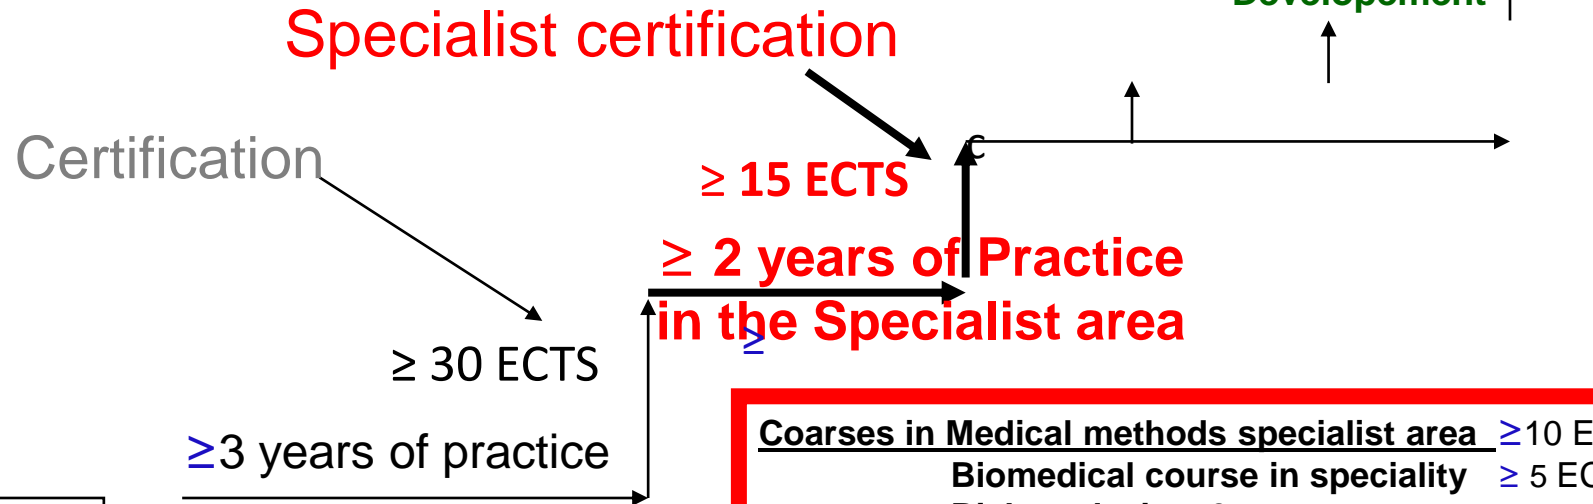 Developement
Specialist certification
Certification
C
≥ 15 ECTS
≥ 2 years of Practice
in the Specialist area
≥
≥ 30 ECTS
≥3 years of practice
Coarses in Medical methods specialist area ≥10 E
Biomedical course in speciality ≥ 5 EC